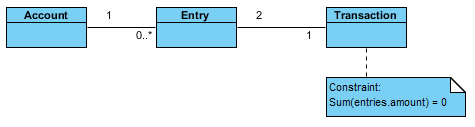 Account 1 Entry 2 Transaction
0..* 1
Constraint:
Sum(entries.amount) = 0